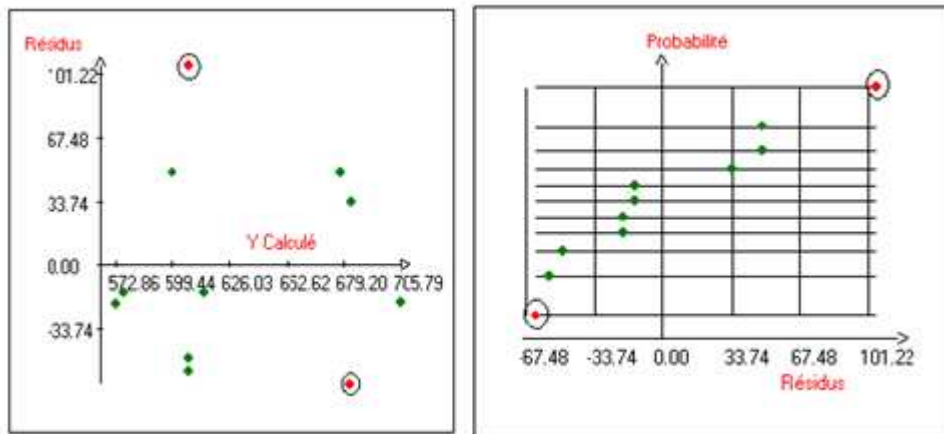 Résidus
101.22
67.48
33.74
Y Calculé
0.00
572.86 599.44 626.03 652.62 679.20 705.79
-33.74
Probabilité
-67.48 -33.74 0.00 33.74 67.48 101.22
Résidus